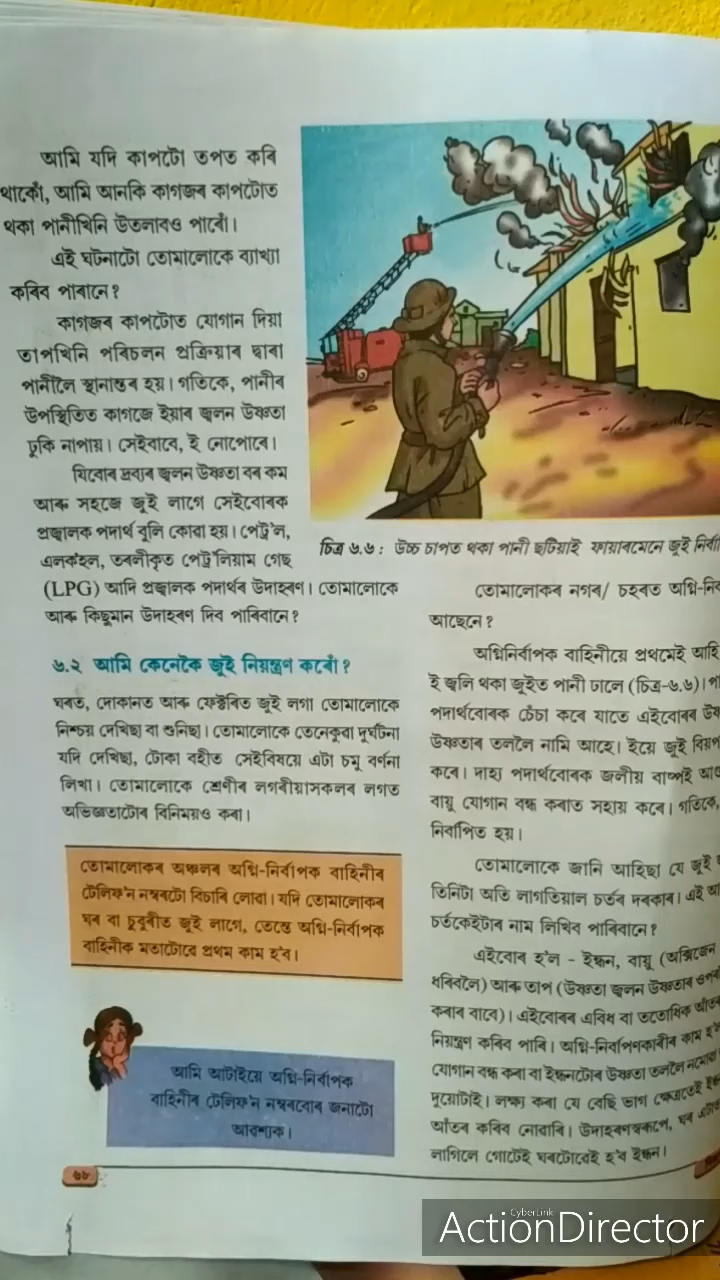 আমি যদি কাপটো তপত কৰি
থাকোঁ, আমি আনকি কাগজৰ কাপটোত
থকা পানীখিনি উতলাবও পাৰোঁ।
এই ঘটনাটো তোমালোকে ব্যাখ্যা
কৰিব পাৰানে?
কাগজৰ কাপটোত যোগান দিয়া
তাপখিনি পৰিচলন প্ৰক্ৰিয়াৰ দ্বাৰা
পানীলৈ স্থানান্তৰ হয়। গতিকে, পানীৰ
উপস্থিতিত কাগজে ইয়াৰ জ্বলন উষ্ণতা
ঢুকি নাপায়। সেইবাবে, ই নোপোৰে।
যিবোৰ দ্ৰব্যৰ জ্বলন উষ্ণতা বৰ কম
আৰু সহজে জুই লাগে সেইবোৰক
প্ৰজ্বালক পদাৰ্থ বুলি কোৱা হয়। পেট্ৰ'ল,
এলক'হল, তৰলীকৃত পেট্ৰ'লিয়াম গেছ
(LPG) আদি প্ৰজ্বালক পদাৰ্থৰ উদাহৰণ। তোমালোকে
আৰু কিছুমান উদাহৰণ দিব পাৰিবানে?
৬.২ আমি কেনেকৈ জুই নিয়ন্ত্ৰণ কৰোঁ?
ঘৰত, দোকানত আৰু ফেক্টৰিত জুই লগা তোমালোকে
নিশ্চয় দেখিছা বা শুনিছা। তোমালোকে তেনেকুৱা দুৰ্ঘটনা
যদি দেখিছা, টোকা বহীত সেইবিষয়ে এটা চমু বৰ্ণনা
লিখা। তোমালোকে শ্ৰেণীৰ লগৰীয়াসকলৰ লগত
অভিজ্ঞতাটোৰ বিনিময়ও কৰা।
তোমালোকৰ অঞ্চলৰ অগ্নি-নিৰ্বাপক বাহিনীৰ
টেলিফ'ন নম্বৰটো বিচাৰি লোৱা। যদি তোমালোকৰ
ঘৰ বা চুবুৰীত জুই লাগে, তেন্তে অগ্নি-নিৰ্বাপক
বাহিনীক মতাটোৱে প্ৰথম কাম হ'ব।
আমি আটাইয়ে অগ্নি-নিৰ্বাপক
বাহিনীৰ টেলিফ'ন নম্বৰবোৰ জনাটো
আৱশ্যক।
৬৮
চিত্ৰ ৬.৬ : উচ্চ চাপত থকা পানী ছটিয়াই ফায়াৰমেনে জুই
তোমালোকৰ নগৰ/ চহৰত
আছেনে?
অগ্নিনিৰ্বাপক বাহিনীয়ে প্ৰথমেই আহি
ই জ্বলি থকা জুইত পানী ঢালে (চিত্ৰ-৬.৬)।
পদাৰ্থবোৰক চেঁচা কৰে যাতে এইবোৰৰ
উষ্ণতাৰ তললৈ নামি আহে। ইয়ে জুই
কৰে। দাহ্য পদাৰ্থবোৰক জলীয় বাষ্পই
বায়ু যোগান বন্ধ কৰাত সহায় কৰে। গতিকে,
নিৰ্বাপিত হয়।
তোমালোকে জানি আহিছা যে জুই
তিনিটা অতি লাগতিয়াল চৰ্তৰ দৰকাৰ। এই
চৰ্তকেইটাৰ নাম লিখিব পাৰিবানে?
এইবোৰ হ'ল - ইন্ধন, বায়ু (অক্সিজেন
ধৰিবলৈ) আৰু তাপ (উষ্ণতা জ্বলন উষ্ণতাৰ
কৰাৰ বাবে)। এইবোৰৰ এবিধ বা ততোধিক
নিয়ন্ত্ৰণ কৰিব পাৰি। অগ্নি-নিৰ্বাপণকাৰীৰ কাম
যোগান বন্ধ কৰা বা ইন্ধনটোৰ উষ্ণতা তললৈ
দুয়োটাই। লক্ষ্য কৰা যে বেছি ভাগ ক্ষেত্ৰতেই
আঁতৰ কৰিব নোৱাৰি। উদাহৰণস্বৰূপে, ঘৰ
লাগিলে গোটেই ঘৰটোৱেই হ'ব ইন্ধন।
CyberLink
ActionDirector